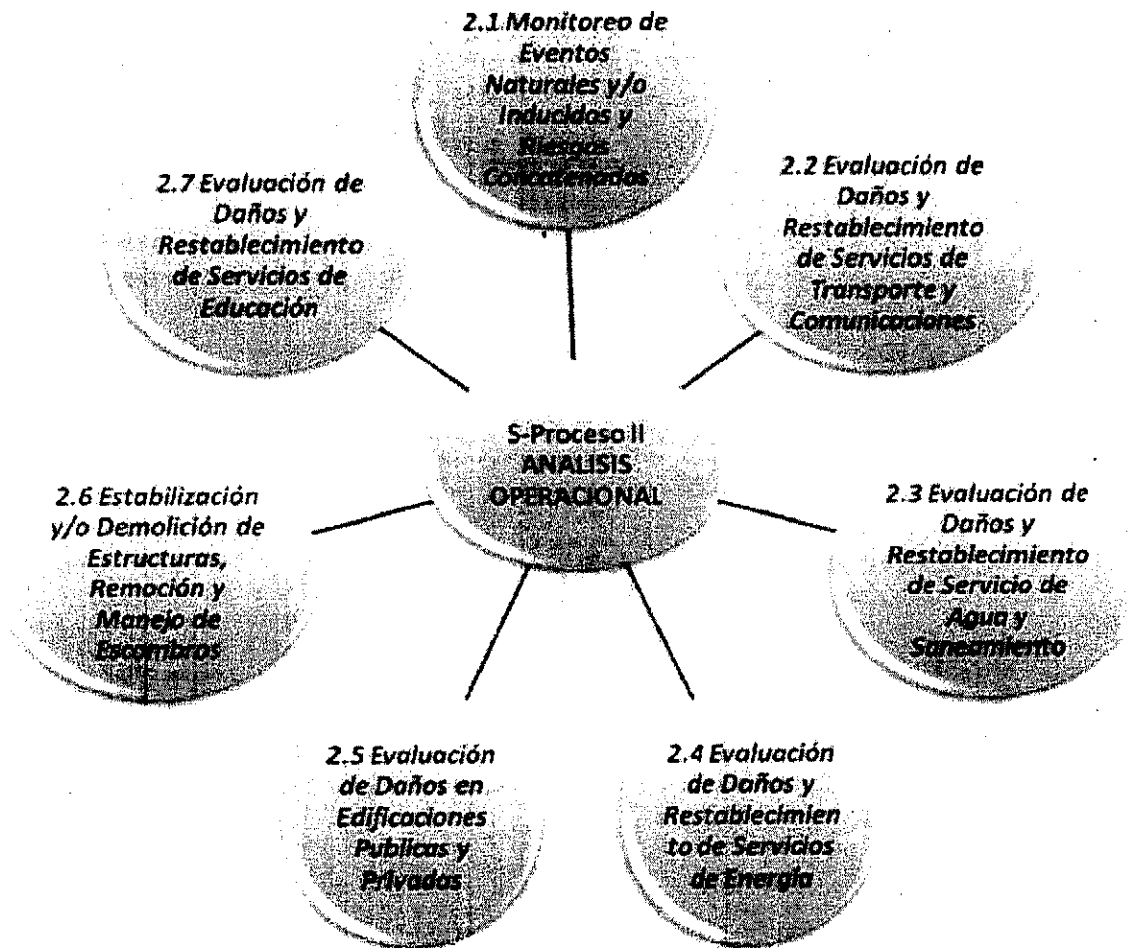 2.1 Monitoreo de
Eventos
Naturales y/o
Inducidos y
Riesgos
Concatenados
2.2 Evaluación de
Daños y
Restablecimiento
de Servicios de
Transporte y
Comunicaciones
2.3 Evaluación de
Daños y
Restablecimiento
de Servicio de
Agua y
Saneamiento
2.4 Evaluación
de Daños y
Restablecimien
to de Servicios
de Energía
2.5 Evaluación
de Daños en
Edificaciones
Publicas y
Privadas
2.6 Estabilización
y/o Demolición de
Estructuras,
Remoción y
Manejo de
Escombros
2.7 Evaluación de
Daños y
Restablecimiento
de Servicios de
Educación
S-Proceso II
ANALISIS
OPERACIONAL